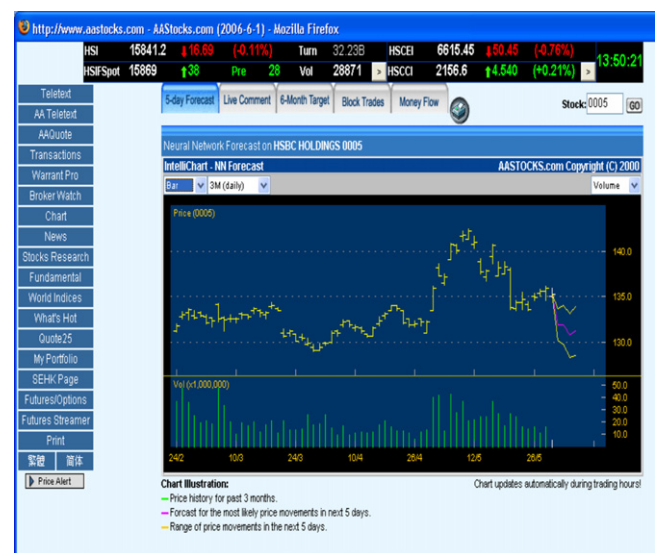 http://www.aastocks.com - AAStocks.com (2006-6-1) - Mozilla Firefox
HSI 15841.2 16.69 (-0.11%) Turn 32.23B HSCEI 6615.45 50.45 (-0.76%)
HSIFSpot 15869 38 Pre 28 Vol 28871 > HSCCI 2156.6 4.540 (+0.21%) > 13:50:21
Teletext
AA Teletext
AAQuote
Transactions
Warrant Pro
Broker Watch
Chart
News
Stocks Research
Fundamental
World Indices
What's Hot
Quote25
My Portfolio
SEHK Page
Futures/Options
Futures Streamer
Print
繁體 简体
Price Alert
5-day Forecast Live Comment 6-Month Target Block Trades Money Flow Stock: 0005 GO
Neural Network Forecast on HSBC HOLDINGS 0005
IntelliChart - NN Forecast AASTOCKS.com Copyright (C) 2000
Bar 3M (daily) Volume
Price (0005)
140.0
135.0
130.0
Vol (x1,000,000)
50.0
40.0
30.0
20.0
10.0
24/2 10/3 24/3 10/4 26/4 12/5 26/5
Chart Illustration: Chart updates automatically during trading hours!
Price history for past 3 months.
Forcast for the most likely price movements in next 5 days.
Range of price movements in the next 5 days.